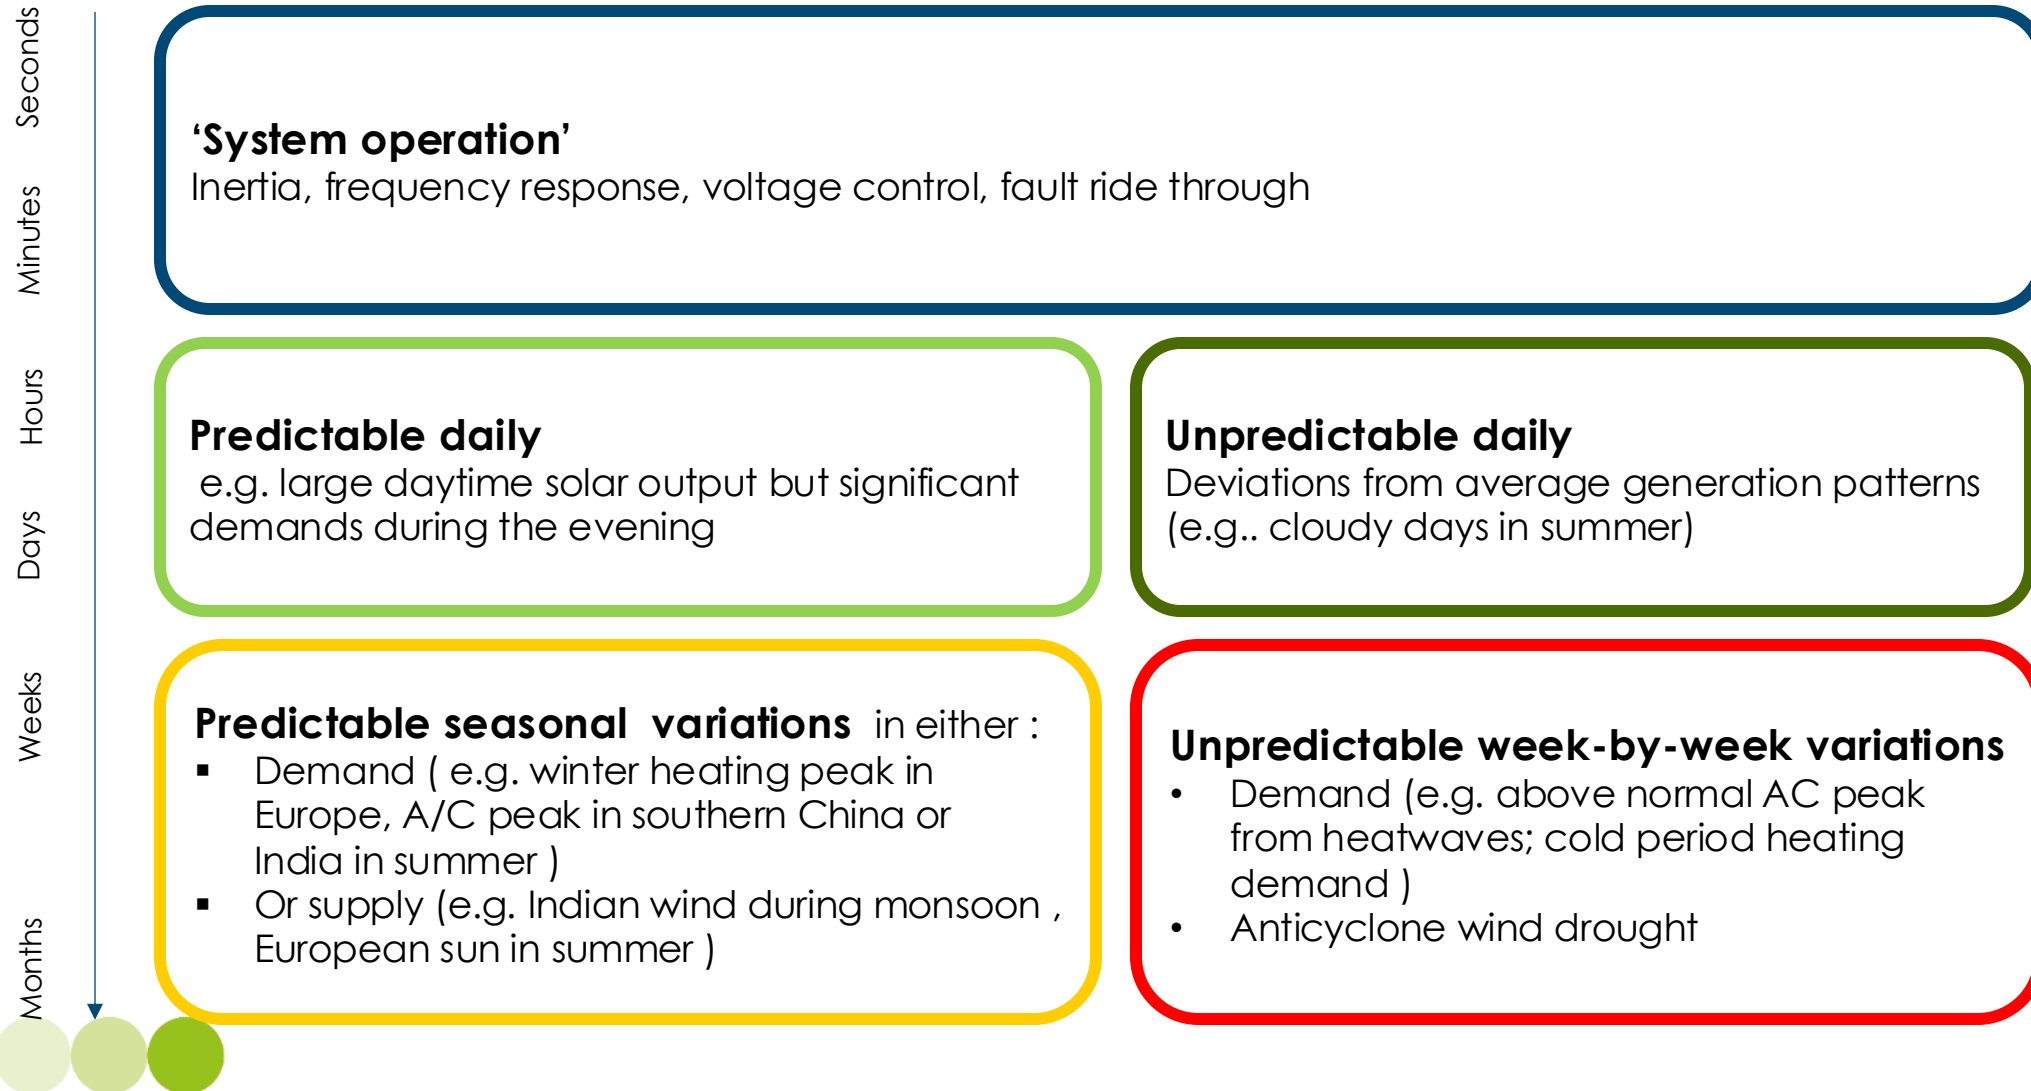 Seconds
Minutes
Hours
Days
Weeks
Months
‘System operation’
Inertia, frequency response, voltage control, fault ride through
Predictable daily
e.g. large daytime solar output but significant
demands during the evening
Unpredictable daily
Deviations from average generation patterns
(e.g.. cloudy days in summer)
Predictable seasonal variations in either :
▪ Demand ( e.g. winter heating peak in
Europe, A/C peak in southern China or
India in summer )
▪ Or supply (e.g. Indian wind during monsoon ,
European sun in summer )
Unpredictable week-by-week variations
• Demand (e.g. above normal AC peak
from heatwaves; cold period heating
demand )
• Anticyclone wind drought